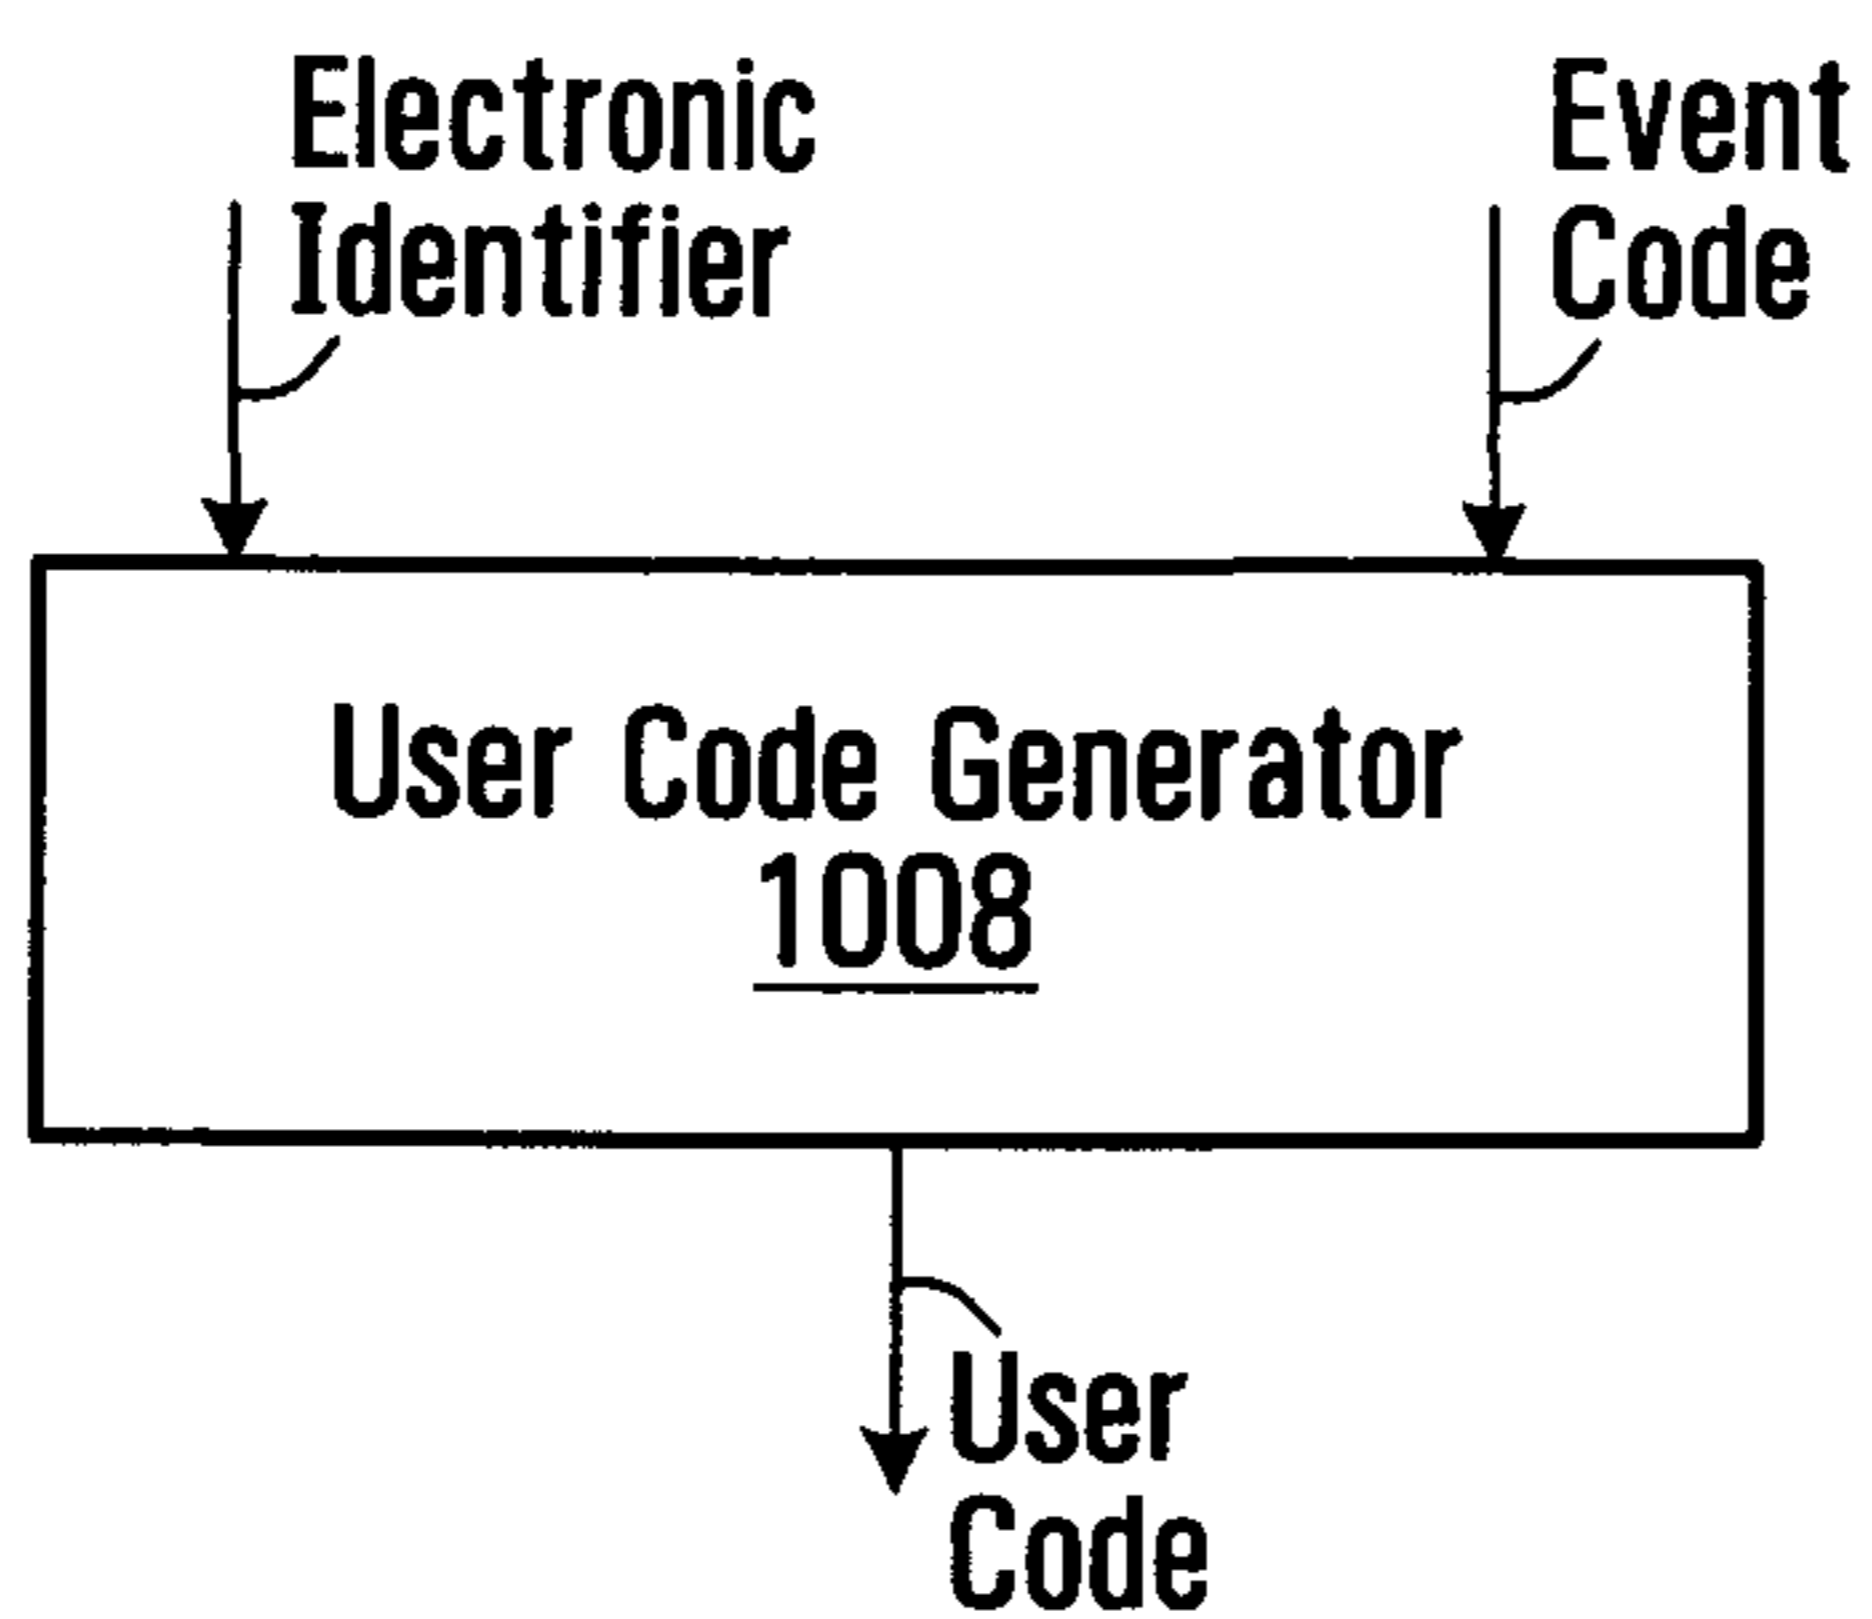 Electronic
Identifier
Event
Code
User Code Generator
1008
User
Code